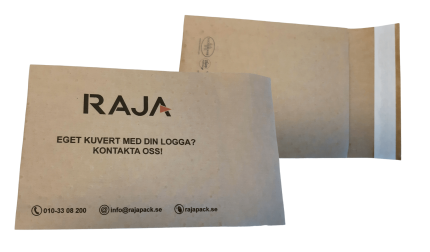 RAJA
EGET KUVERT MED DIN LOGGA?
KONTAKTA OSS!
010-33 08 200 info@rajapack.se rajapack.se